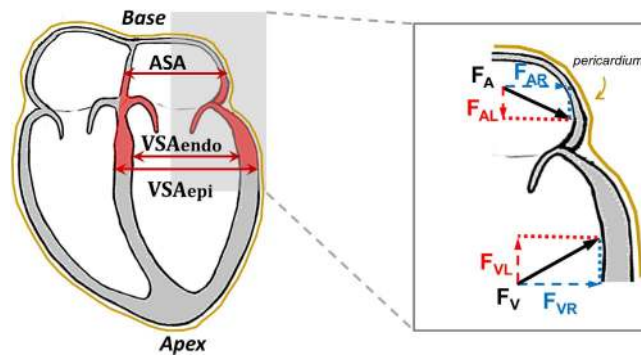 Base
ASA
VSAendo
VSAepi
Apex
pericardium
FA
FAR
FAL
FVL
FV
FVR